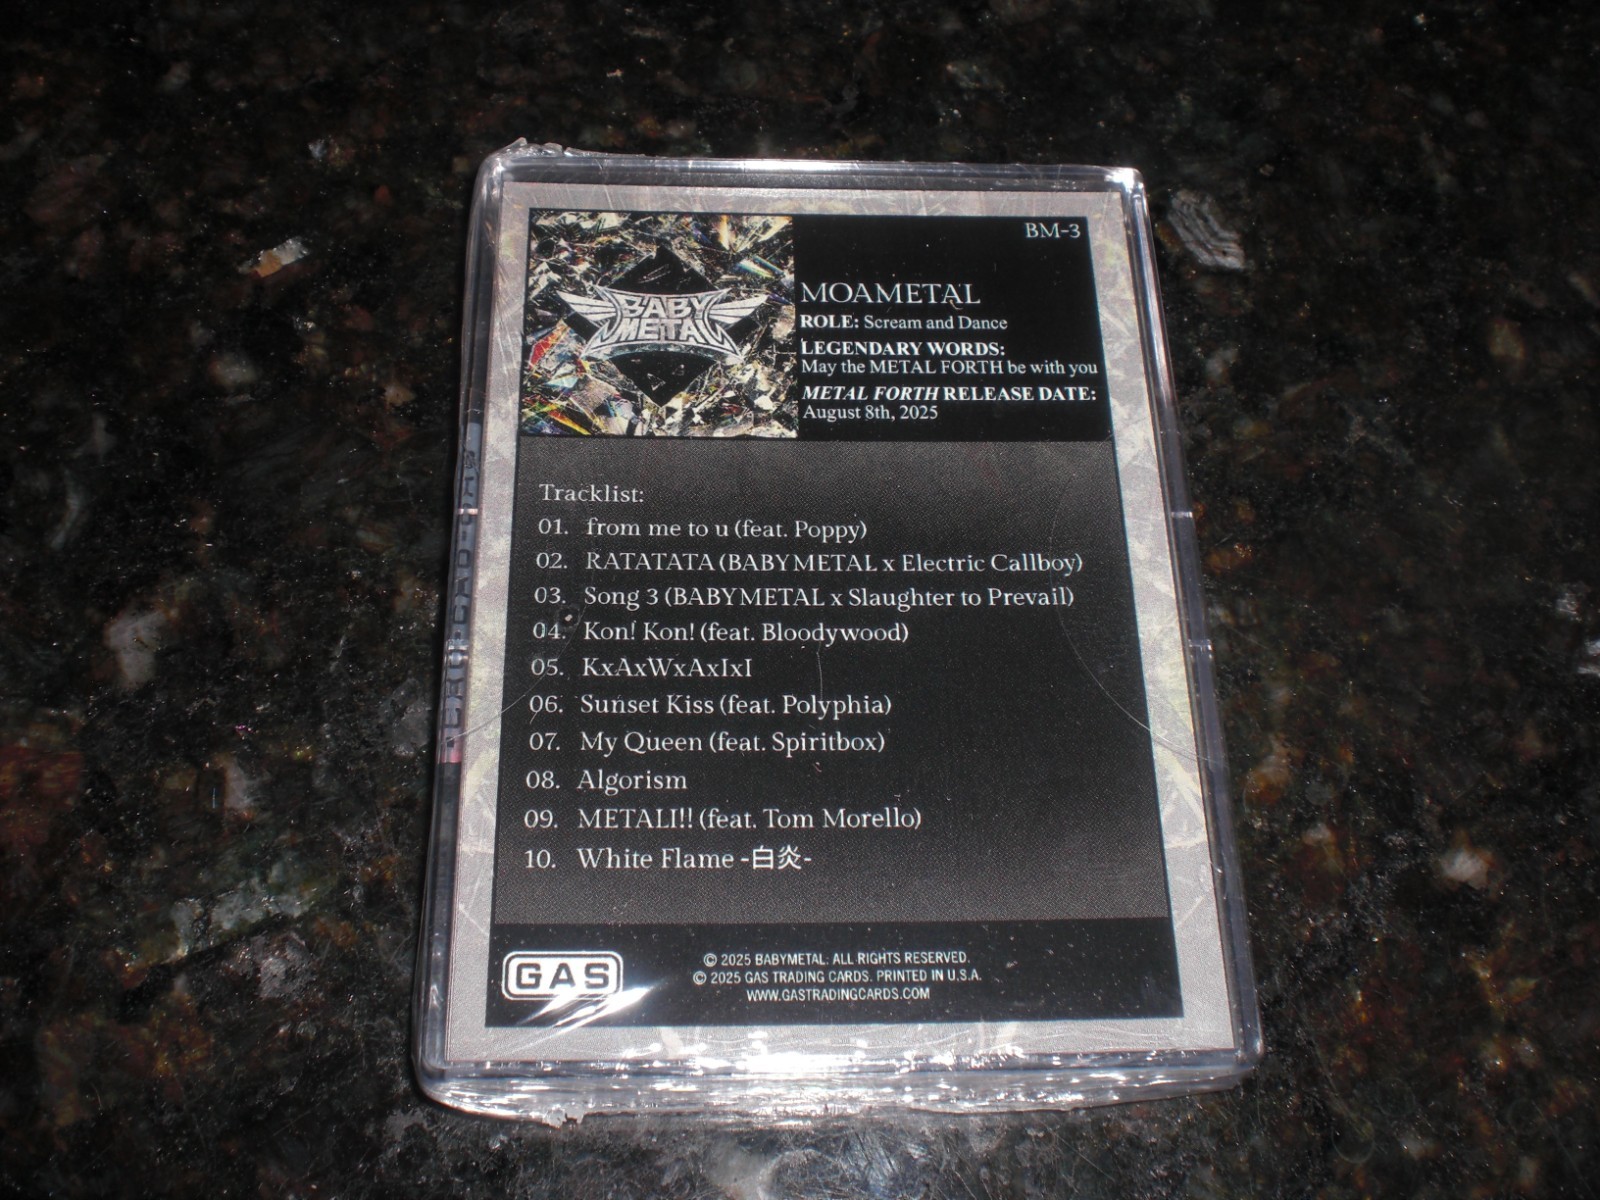 BM-3
BABY
METAL
MOAMETAL
ROLE: Scream and Dance
LEGENDARY WORDS:
May the METAL FORTH be with you
METAL FORTH RELEASE DATE:
August 8th, 2025
Tracklist:
01. from me to u (feat. Poppy)
02. RATATATA (BABYMETAL x Electric Callboy)
03. Song 3 (BABYMETAL x Slaughter to Prevail)
04. Kon! Kon! (feat. Bloodywood)
05. KxAxWxAxIxI
06. Sunset Kiss (feat. Polyphia)
07. My Queen (feat. Spiritbox)
08. Algorism
09. METALI!! (feat. Tom Morello)
10. White Flame -白炎-
GAS
© 2025 BABYMETAL. ALL RIGHTS RESERVED.
© 2025 GAS TRADING CARDS. PRINTED IN U.S.A.
WWW.GASTRADINGCARDS.COM